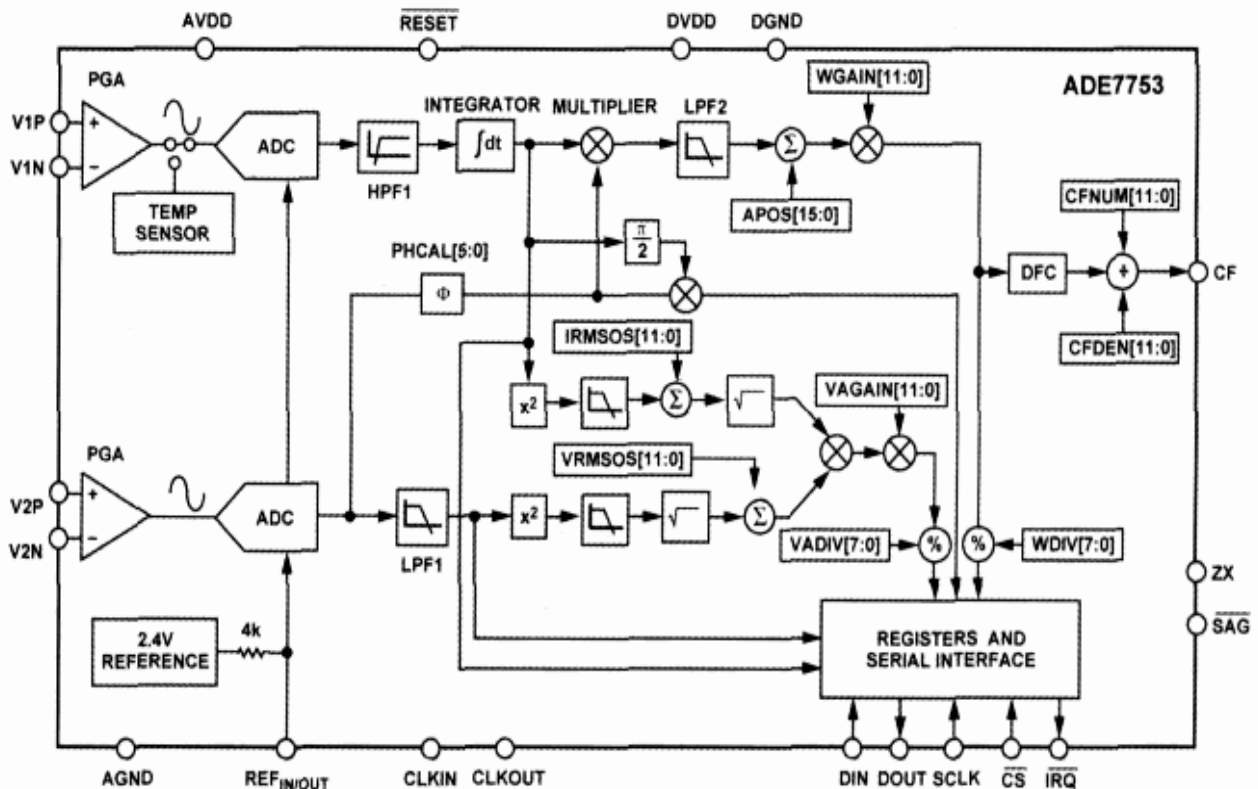 AVDD
RESET
DVDD
DGND
PGA
WGAIN[11:0]
ADE7753
INTEGRATOR
MULTIPLIER
LPF2
V1P
+
ADC
∫dt
Σ
V1N
−
HPF1
TEMP
SENSOR
APOS[15:0]
CFNUM[11:0]
π
2
PHCAL[5:0]
Φ
DFC
÷
CF
IRMSOS[11:0]
CFDEN[11:0]
VAGAIN[11:0]
x²
Σ
√
PGA
VRMSOS[11:0]
V2P
+
ADC
x²
√
Σ
V2N
−
LPF1
VADIV[7:0]
%
%
WDIV[7:0]
ZX
2.4V
REFERENCE
4k
REGISTERS AND
SERIAL INTERFACE
SAG
AGND
REFIN/OUT
CLKIN
CLKOUT
DIN
DOUT
SCLK
CS
IRQ